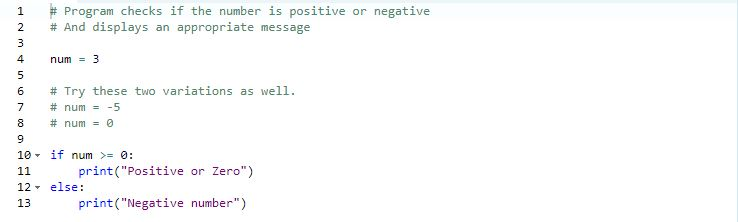 1 # Program checks if the number is positive or negative
2 # And displays an appropriate message
3
4 num = 3
5
6 # Try these two variations as well.
7 # num = -5
8 # num = 0
9
10 if num >= 0:
11 print("Positive or Zero")
12 else:
13 print("Negative number")